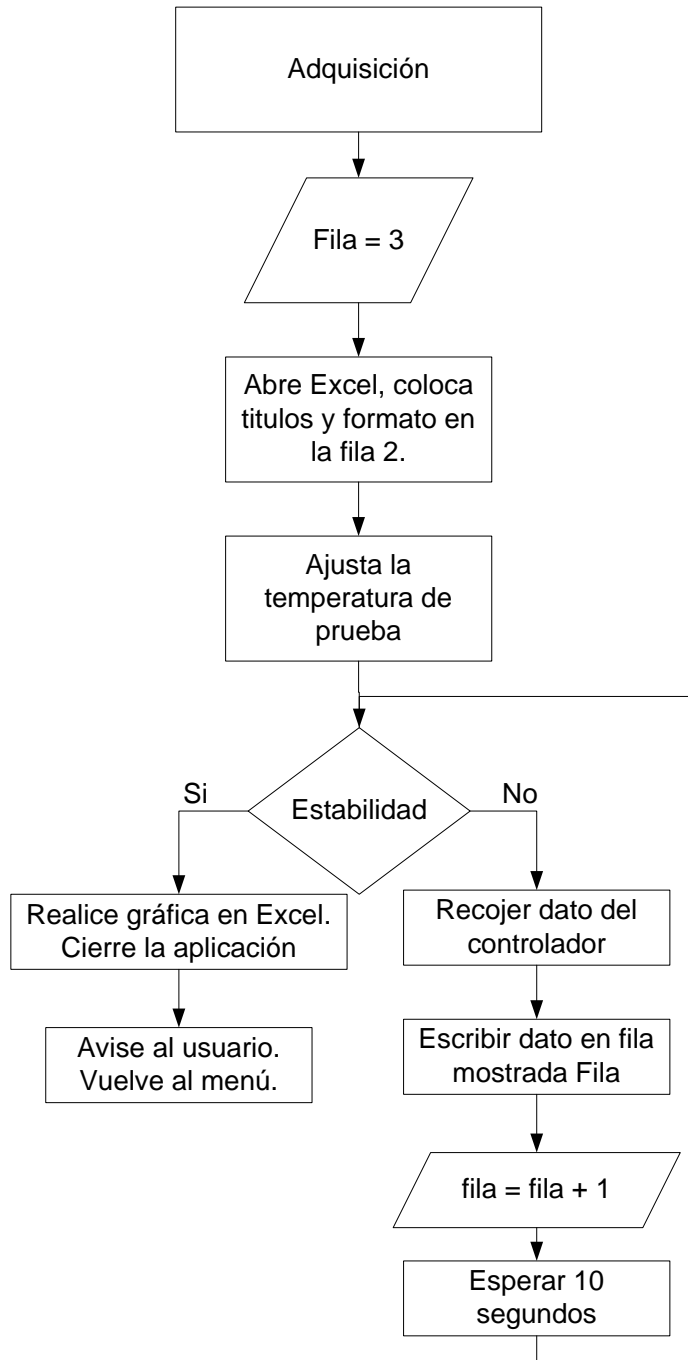 Adquisición
Fila = 3
Abre Excel, coloca
titulos y formato en
la fila 2.
Ajusta la
temperatura de
prueba
Estabilidad
Si
No
Realice gráfica en Excel.
Cierre la aplicación
Avise al usuario.
Vuelve al menú.
Recojer dato del
controlador
Escribir dato en fila
mostrada Fila
fila = fila + 1
Esperar 10
segundos